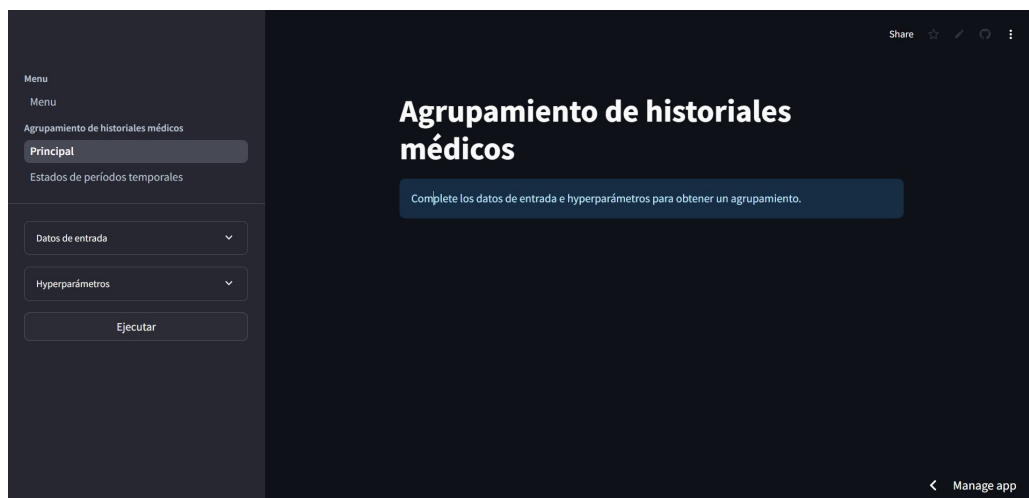 Share
Menu
Menu
Agrupamiento de historiales médicos
Principal
Estados de períodos temporales
Datos de entrada
Hyperparámetros
Ejecutar
Agrupamiento de historiales
médicos
Complete los datos de entrada e hyperparámetros para obtener un agrupamiento.
Manage app